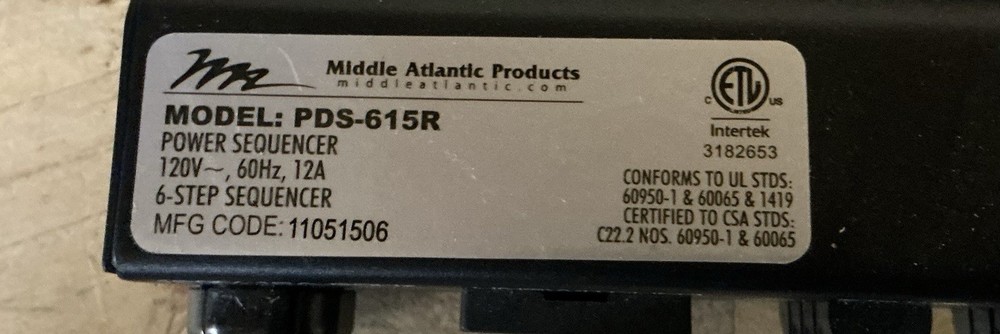 Middle Atlantic Products
middleatlantic.com
MODEL: PDS-615R
POWER SEQUENCER
120V~, 60Hz, 12A
6-STEP SEQUENCER
MFG CODE: 11051506
ETL
C US
Intertek
3182653
CONFORMS TO UL STDS:
60950-1 & 60065 & 1419
CERTIFIED TO CSA STDS:
C22.2 NOS. 60950-1 & 60065